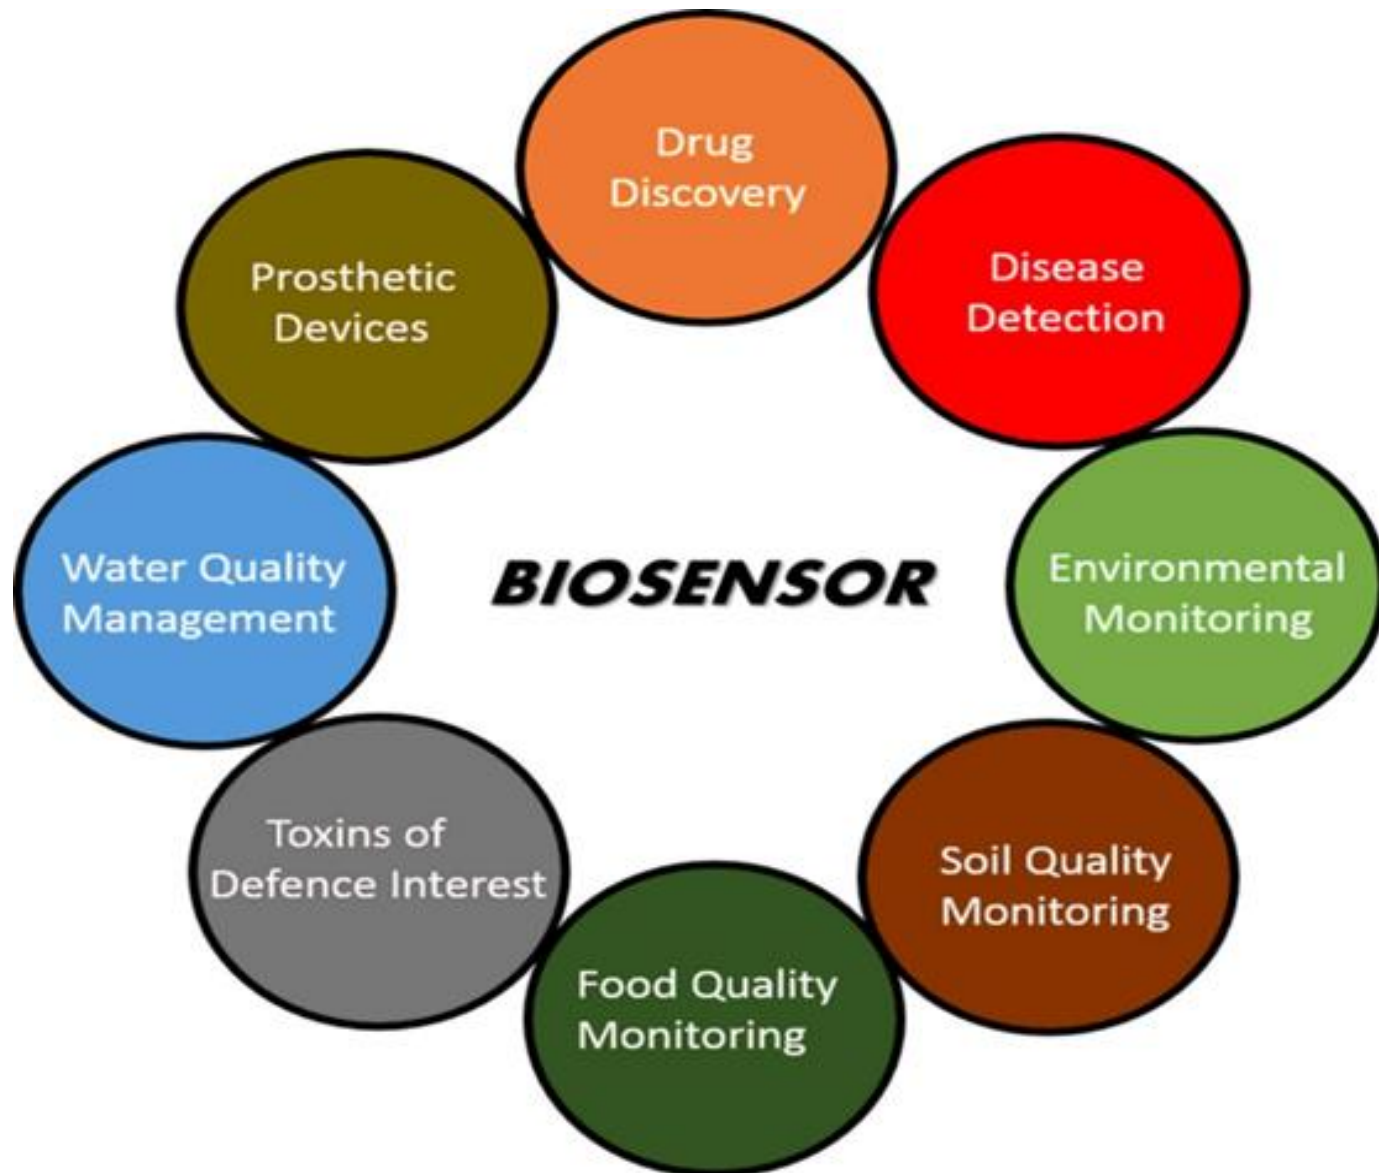 Drug
Discovery
Disease
Detection
Environmental
Monitoring
Soil Quality
Monitoring
Food Quality
Monitoring
Toxins of
Defence Interest
Water Quality
Management
Prosthetic
Devices
BIOSENSOR